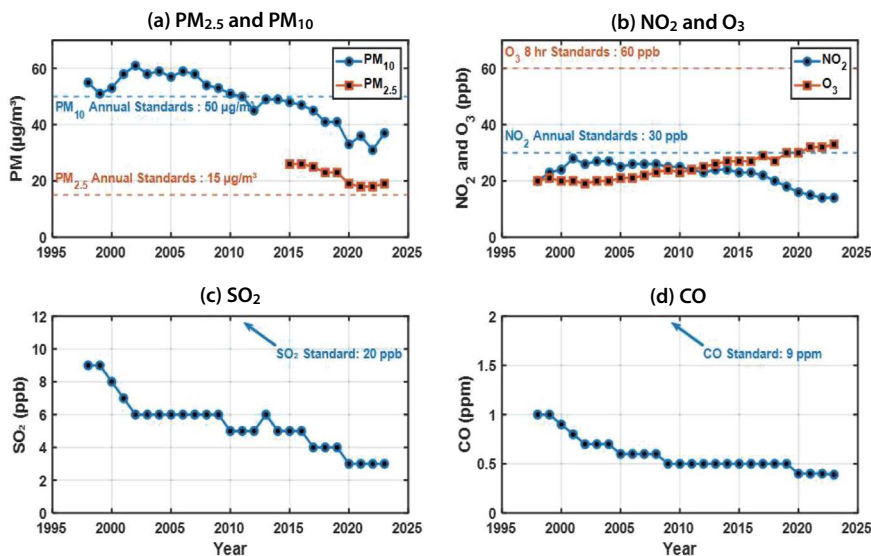 (a) PM₂.₅ and PM₁₀
PM (µg/m³)
60
40
20
0
PM₁₀
PM₂.₅
PM₁₀ Annual Standards : 50 µg/m³
PM₂.₅ Annual Standards : 15 µg/m³
1995 2000 2005 2010 2015 2020 2025
(b) NO₂ and O₃
NO₂ and O₃ (ppb)
80
60
40
20
0
O₃ 8 hr Standards : 60 ppb
NO₂
O₃
NO₂ Annual Standards : 30 ppb
1995 2000 2005 2010 2015 2020 2025
(c) SO₂
SO₂ (ppb)
12
10
8
6
4
2
0
SO₂ Standard: 20 ppb
1995 2000 2005 2010 2015 2020 2025
Year
(d) CO
CO (ppm)
2
1.5
1
0.5
0
CO Standard: 9 ppm
1995 2000 2005 2010 2015 2020 2025
Year